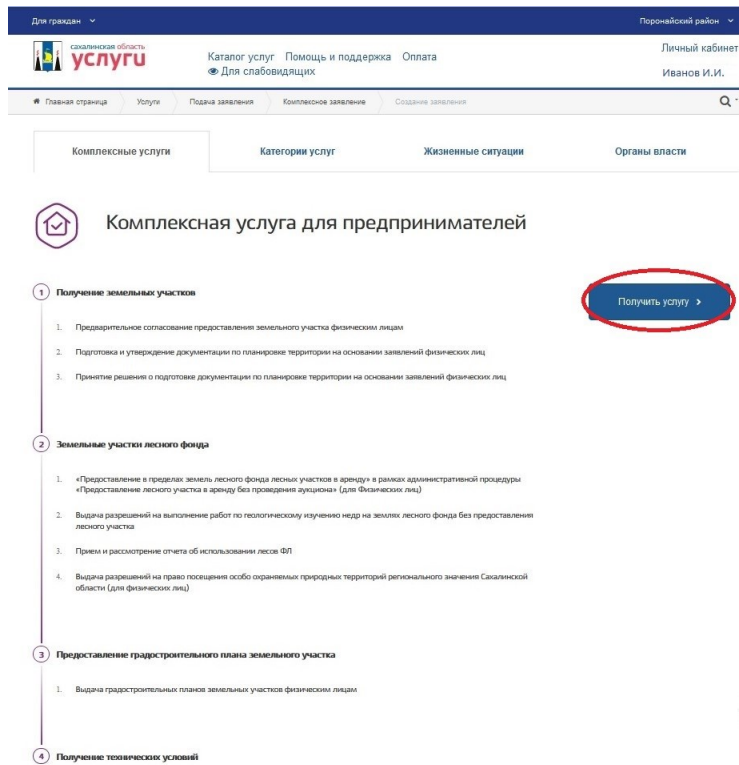 Для граждан
Поронайский район
сахалинская область
услуги
Каталог услуг Помощь и поддержка Оплата
Для слабовидящих
Личный кабинет
Иванов И.И.
Главная страница Услуги Подача заявления Комплексное заявление Создание заявления
Комплексные услуги Категории услуг Жизненные ситуации Органы власти
Комплексная услуга для предпринимателей
1 Получение земельных участков
Получить услугу
1. Предварительное согласование предоставления земельного участка физическим лицам
2. Подготовка и утверждение документации по планировке территории на основании заявлений физических лиц
3. Принятие решения о подготовке документации по планировке территории на основании заявлений физических лиц
2 Земельные участки лесного фонда
1. «Предоставление в пределах земель лесного фонда лесных участков в аренду» в рамках административной процедуры
«Предоставление лесного участка в аренду без проведения аукциона» (для Физических лиц)
2. Выдача разрешений на выполнение работ по геологическому изучению недр на землях лесного фонда без предоставления
лесного участка
3. Прием и рассмотрение отчета об использовании лесов ФЛ
4. Выдача разрешений на право посещения особо охраняемых природных территорий регионального значения Сахалинской
области (для физических лиц)
3 Предоставление градостроительного плана земельного участка
1. Выдача градостроительных планов земельных участков физическим лицам
4 Получение технических условий